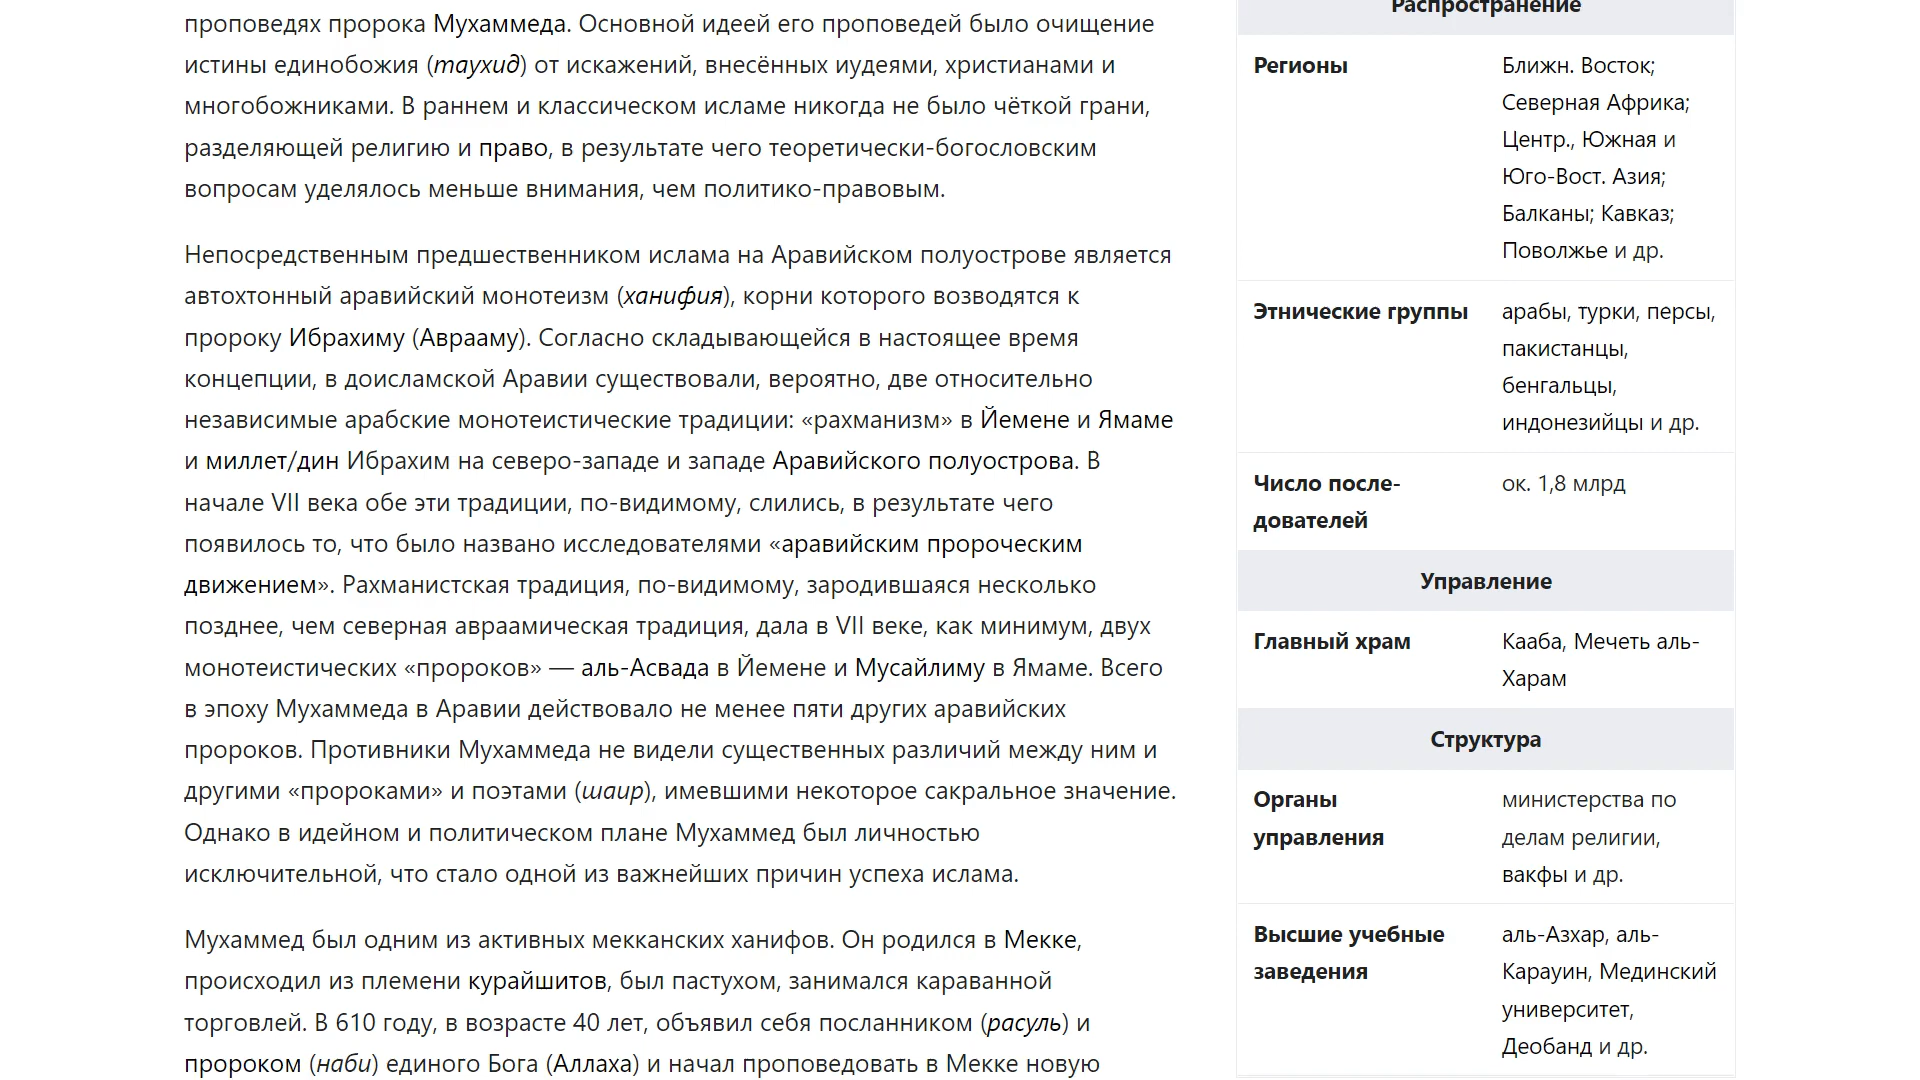 проповедях пророка Мухаммеда. Основной идеей его проповедей было очищение
истины единобожия (таухид) от искажений, внесённых иудеями, христианами и
многобожниками. В раннем и классическом исламе никогда не было чёткой грани,
разделяющей религию и право, в результате чего теоретически-богословским
вопросам уделялось меньше внимания, чем политико-правовым.
Непосредственным предшественником ислама на Аравийском полуострове является
автохтонный аравийский монотеизм (ханифия), корни которого возводятся к
пророку Ибрахиму (Аврааму). Согласно складывающейся в настоящее время
концепции, в доисламской Аравии существовали, вероятно, две относительно
независимые арабские монотеистические традиции: «рахманизм» в Йемене и Ямаме
и миллет/дин Ибрахим на северо-западе и западе Аравийского полуострова. В
начале VII века обе эти традиции, по-видимому, слились, в результате чего
появилось то, что было названо исследователями «аравийским пророческим
движением». Рахманистская традиция, по-видимому, зародившаяся несколько
позднее, чем северная авраамическая традиция, дала в VII веке, как минимум, двух
монотеистических «пророков» — аль-Асвада в Йемене и Мусайлиму в Ямаме. Всего
в эпоху Мухаммеда в Аравии действовало не менее пяти других аравийских
пророков. Противники Мухаммеда не видели существенных различий между ним и
другими «пророками» и поэтами (шаир), имевшими некоторое сакральное значение.
Однако в идейном и политическом плане Мухаммед был личностью
исключительной, что стало одной из важнейших причин успеха ислама.
Мухаммед был одним из активных мекканских ханифов. Он родился в Мекке,
происходил из племени курайшитов, был пастухом, занимался караванной
торговлей. В 610 году, в возрасте 40 лет, объявил себя посланником (расуль) и
пророком (наби) единого Бога (Аллаха) и начал проповедовать в Мекке новую
Распространение
Регионы
Ближн. Восток;
Северная Африка;
Центр., Южная и
Юго-Вост. Азия;
Балканы; Кавказ;
Поволжье и др.
Этнические группы
арабы, турки, персы,
пакистанцы,
бенгальцы,
индонезийцы и др.
Число после-
дователей
ок. 1,8 млрд
Управление
Главный храм
Кааба, Мечеть аль-
Харам
Структура
Органы
управления
министерства по
делам религии,
вакфы и др.
Высшие учебные
заведения
аль-Азхар, аль-
Карауин, Мединский
университет,
Деобанд и др.